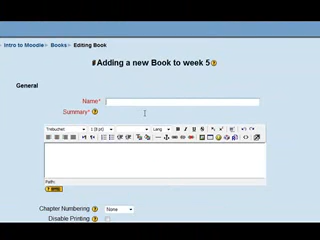 Intro to Moodle ► Books ► Editing Book
Adding a new Book to week 5
General
Name*
Summary*
Trebuchet 1 (8 pt) Lang B I U S
Path:
Chapter Numbering None
Disable Printing